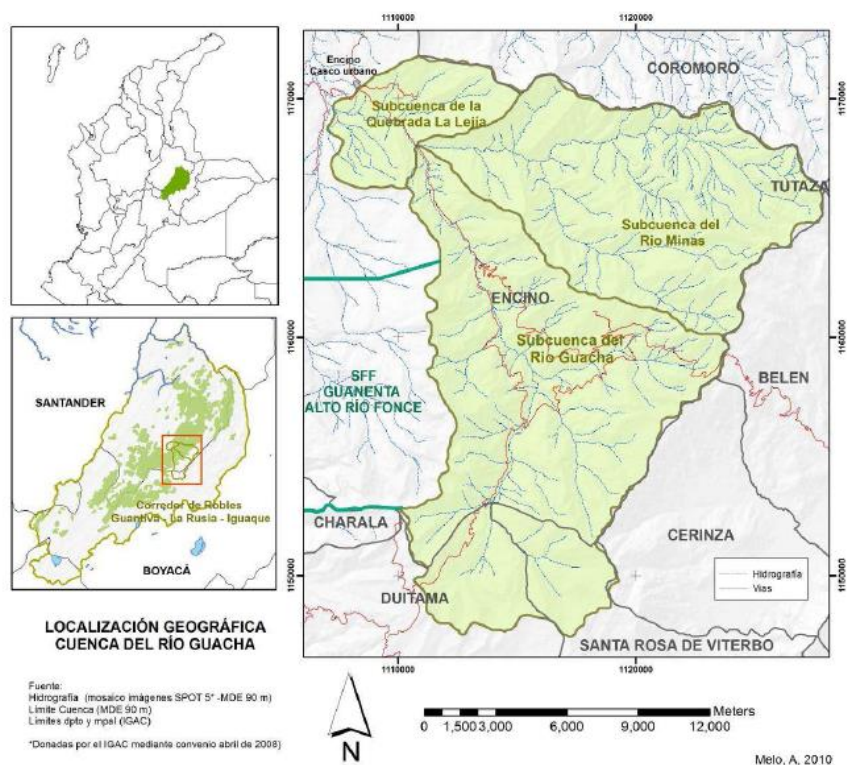 1110000
1120000
Encino
Casco urbano
COROMORO
1170000
1170000
Subcuenca de la
Quebrada La Lejía
TUTAZA
Subcuenca del
Río Minas
ENCINO
1160000
1160000
Subcuenca del
Río Guacha
BELEN
SFF
GUANENTA
ALTO RÍO FONCE
CHARALA
CERINZA
1150000
1150000
Hidrografía
Vias
DUITAMA
SANTA ROSA DE VITERBO
1110000
1120000
SANTANDER
Corredor de Robles
Guantiva - La Rusia - Iguaque
BOYACÁ
LOCALIZACIÓN GEOGRÁFICA
CUENCA DEL RÍO GUACHA
Fuente:
Hidrografía (mosaico imágenes SPOT 5* -MDE 90 m)
Límite Cuenca (MDE 90 m)
Limites dpto y mpal (IGAC)
*Donadas por el IGAC mediante convenio abril de 2008)
N
Meters
0 1,500 3,000 6,000 9,000 12,000
Melo, A. 2010